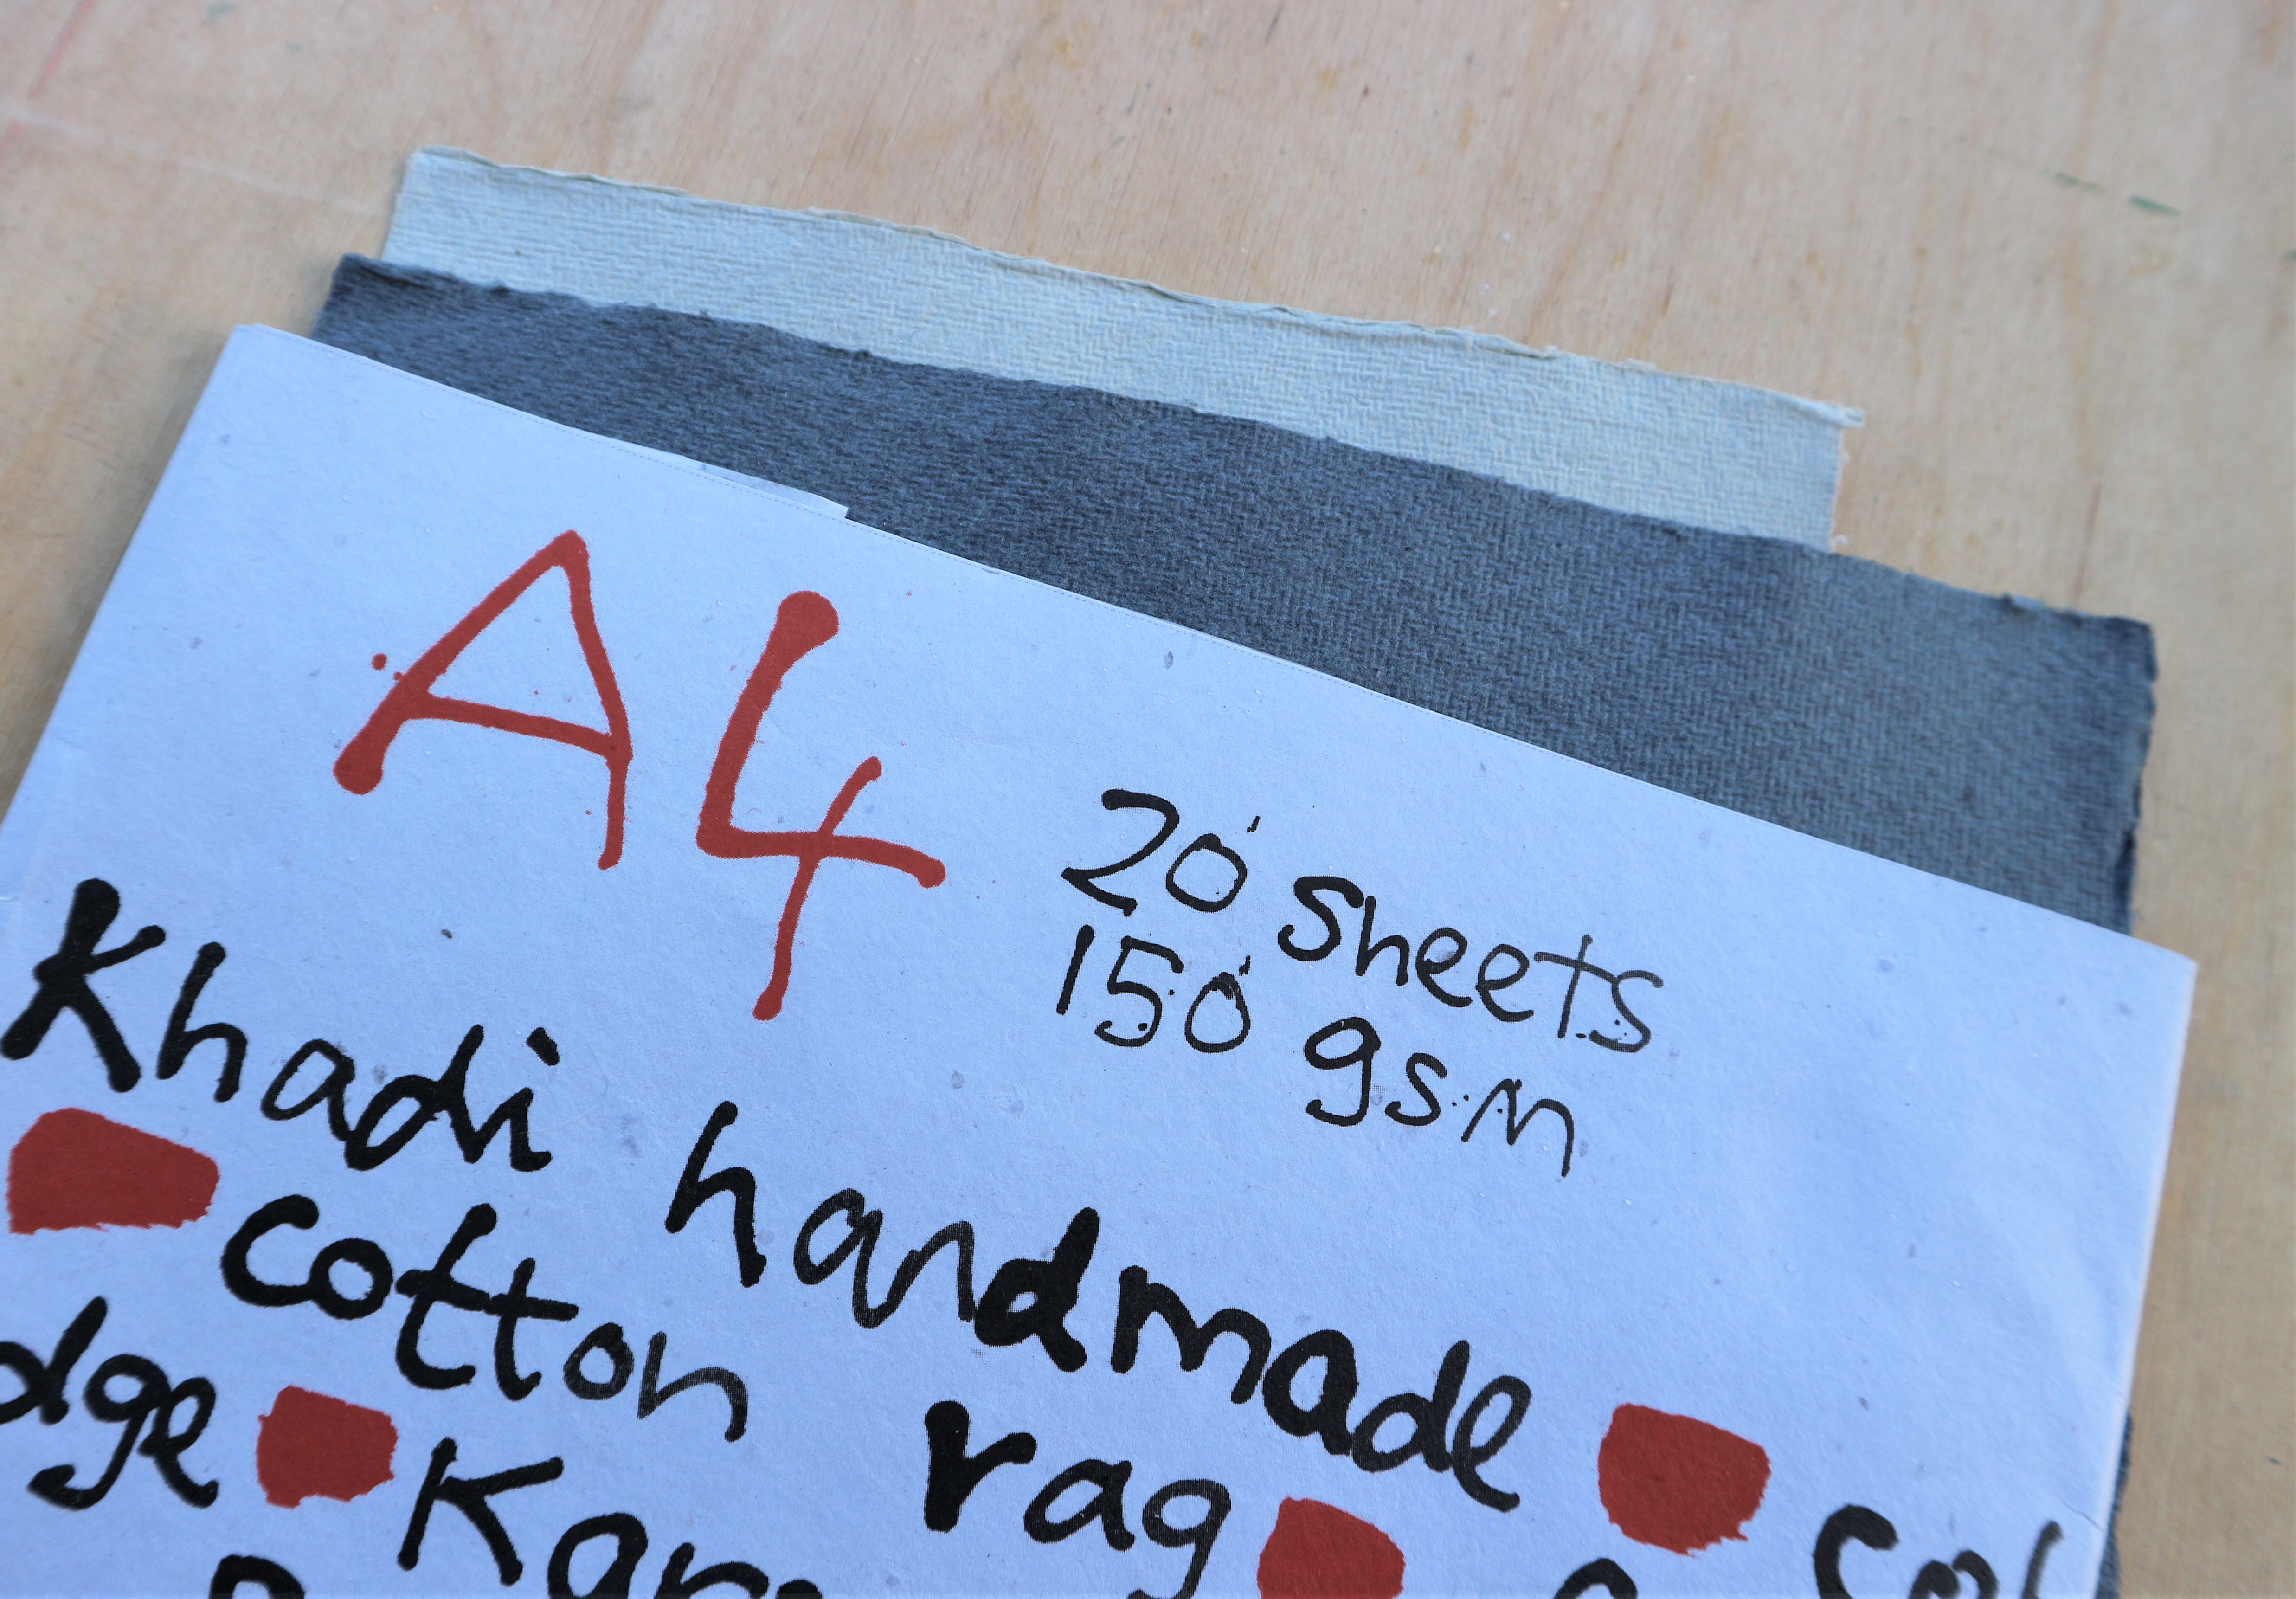 A4
20 sheets
150 gsm
Khadi handmade
cotton rag